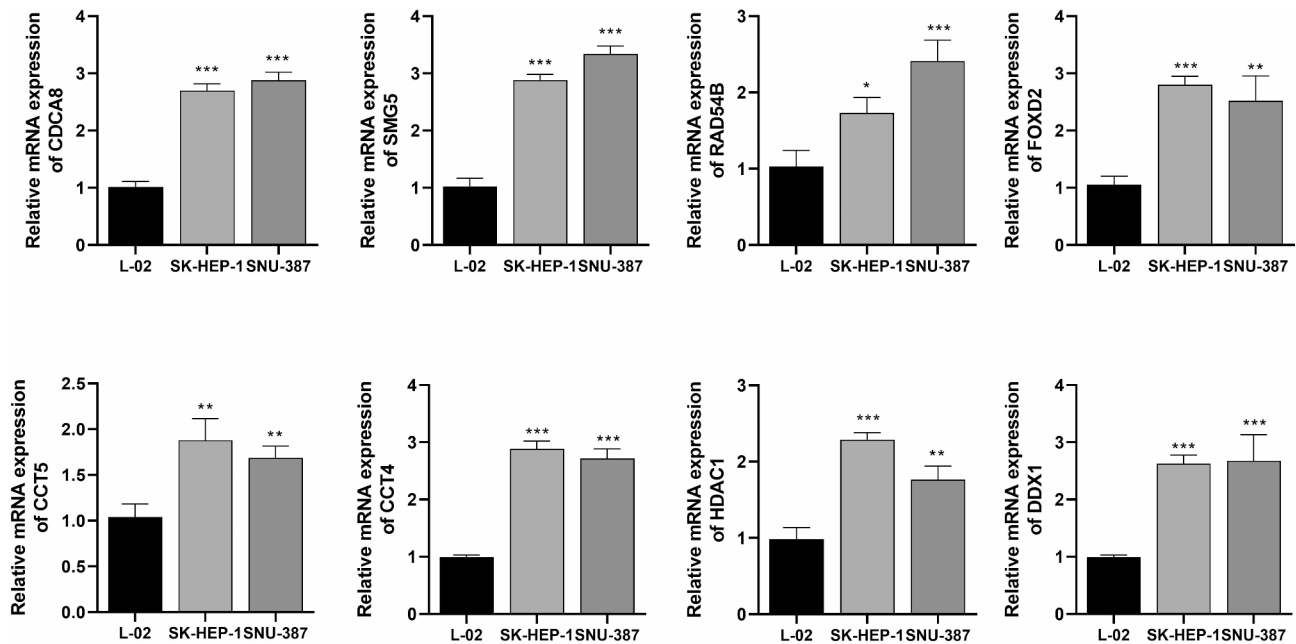 Relative mRNA expression
of CDCA8
4
3
2
1
0
***
***
L-02
SK-HEP-1
SNU-387
Relative mRNA expression
of SMG5
4
3
2
1
0
***
***
L-02
SK-HEP-1
SNU-387
Relative mRNA expression
of RAD54B
3
2
1
0
*
***
L-02
SK-HEP-1
SNU-387
Relative mRNA expression
of FOXD2
4
3
2
1
0
***
**
L-02
SK-HEP-1
SNU-387
Relative mRNA expression
of CCT5
2.5
2.0
1.5
1.0
0.5
0.0
**
**
L-02
SK-HEP-1
SNU-387
Relative mRNA expression
of CCT4
4
3
2
1
0
***
***
L-02
SK-HEP-1
SNU-387
Relative mRNA expression
of HDAC1
3
2
1
0
***
**
L-02
SK-HEP-1
SNU-387
Relative mRNA expression
of DDX1
4
3
2
1
0
***
***
L-02
SK-HEP-1
SNU-387